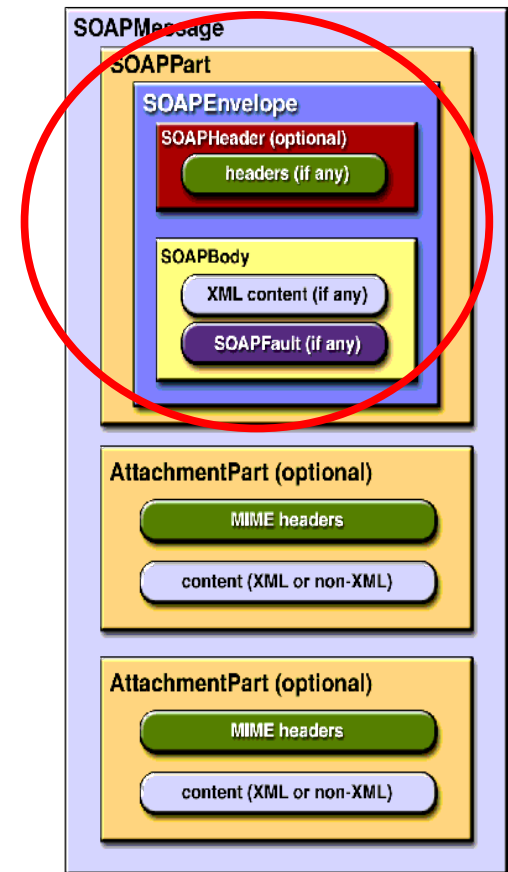 SOAPMessage
SOAPPart
SOAPEnvelope
SOAPHeader (optional)
headers (if any)
SOAPBody
XML content (if any)
SOAPFault (if any)
AttachmentPart (optional)
MIME headers
content (XML or non-XML)
AttachmentPart (optional)
MIME headers
content (XML or non-XML)